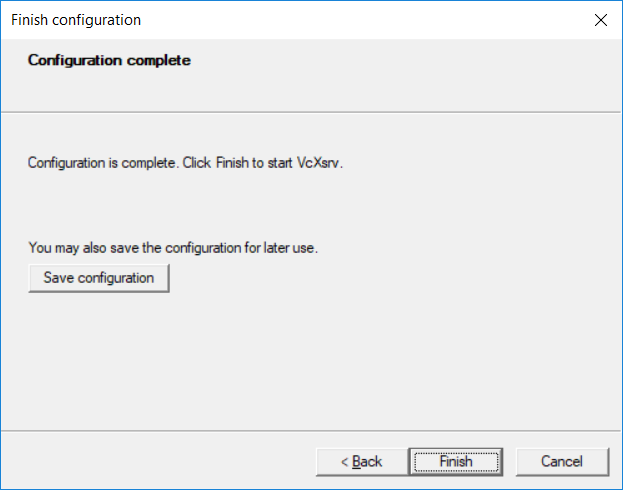 Finish configuration
Configuration complete
Configuration is complete. Click Finish to start VcXsrv.
You may also save the configuration for later use.
Save configuration
< Back Finish Cancel